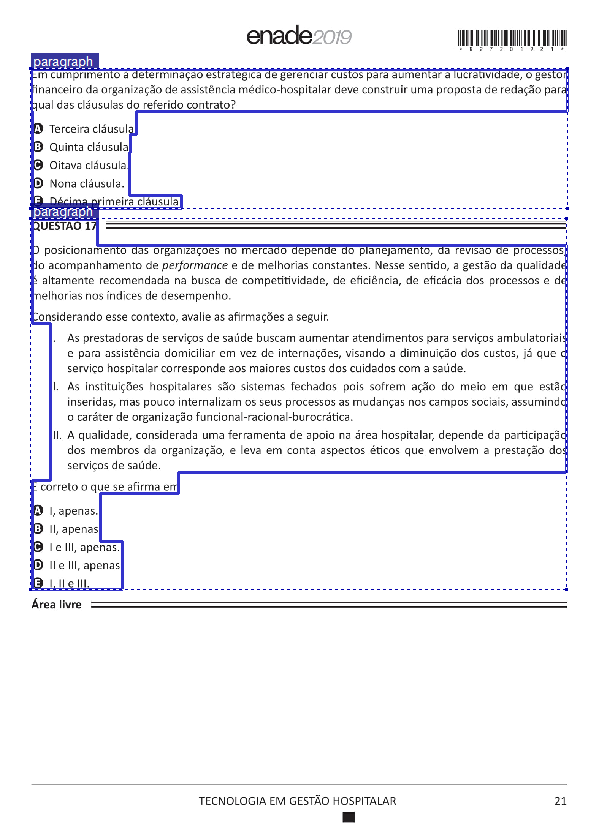 enade2019
paragraph
Em cumprimento à determinação estratégica de gerenciar custos para aumentar a lucratividade, o gestor
financeiro da organização de assistência médico-hospitalar deve construir uma proposta de redação para
qual das cláusulas do referido contrato?
A Terceira cláusula.
B Quinta cláusula.
C Oitava cláusula.
D Nona cláusula.
E Décima primeira cláusula.
paragraph
QUESTÃO 17
O posicionamento das organizações no mercado depende do planejamento, da revisão de processos,
do acompanhamento de performance e de melhorias constantes. Nesse sentido, a gestão da qualidade
é altamente recomendada na busca de competitividade, de eficiência, de eficácia dos processos e de
melhorias nos índices de desempenho.
Considerando esse contexto, avalie as afirmações a seguir.
I. As prestadoras de serviços de saúde buscam aumentar atendimentos para serviços ambulatoriais
e para assistência domiciliar em vez de internações, visando a diminuição dos custos, já que o
serviço hospitalar corresponde aos maiores custos dos cuidados com a saúde.
II. As instituições hospitalares são sistemas fechados pois sofrem ação do meio em que estão
inseridas, mas pouco internalizam os seus processos as mudanças nos campos sociais, assumindo
o caráter de organização funcional-racional-burocrática.
III. A qualidade, considerada uma ferramenta de apoio na área hospitalar, depende da participação
dos membros da organização, e leva em conta aspectos éticos que envolvem a prestação dos
serviços de saúde.
É correto o que se afirma em
A I, apenas.
B II, apenas.
C I e III, apenas.
D II e III, apenas.
E I, II e III.
Área livre
TECNOLOGIA EM GESTÃO HOSPITALAR 21